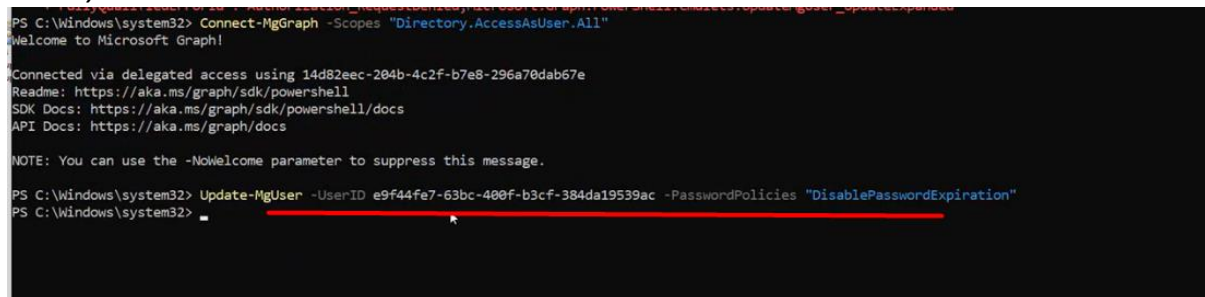 PS C:\Windows\system32> Connect-MgGraph -Scopes "Directory.AccessAsUser.All"
Welcome to Microsoft Graph!
Connected via delegated access using 14d82eec-204b-4c2f-b7e8-296a70dab67e
Readme: https://aka.ms/graph/sdk/powershell
SDK Docs: https://aka.ms/graph/sdk/powershell/docs
API Docs: https://aka.ms/graph/docs
NOTE: You can use the -NoWelcome parameter to suppress this message.
PS C:\Windows\system32> Update-MgUser -UserID e9f44fe7-63bc-400f-b3cf-384da19539ac -PasswordPolicies "DisablePasswordExpiration"
PS C:\Windows\system32>